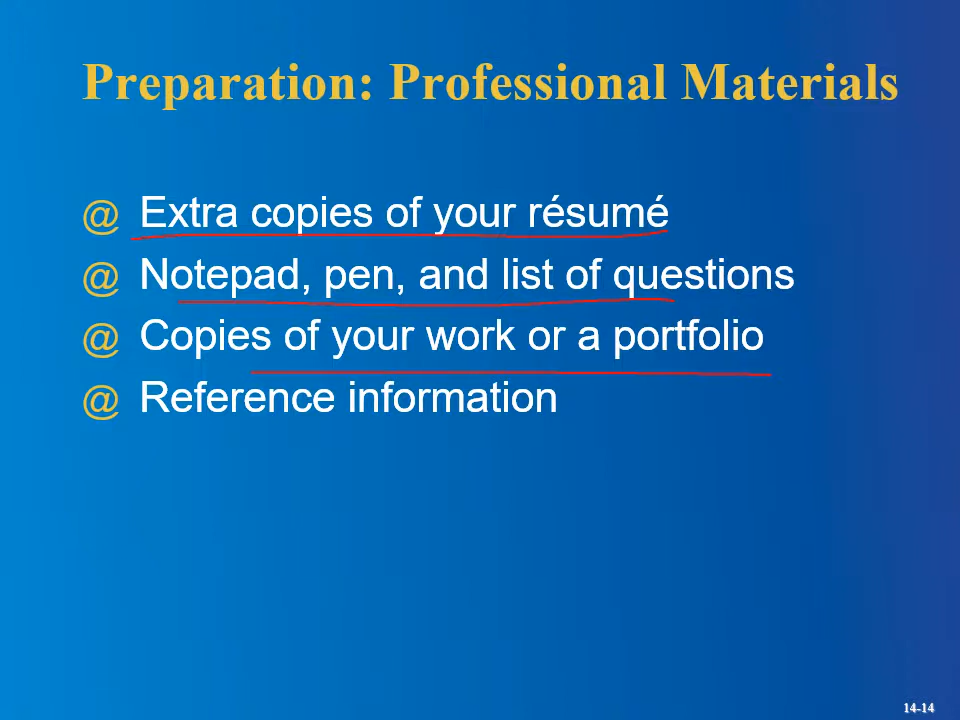 Preparation: Professional Materials
@ Extra copies of your résumé
@ Notepad, pen, and list of questions
@ Copies of your work or a portfolio
@ Reference information
14-14